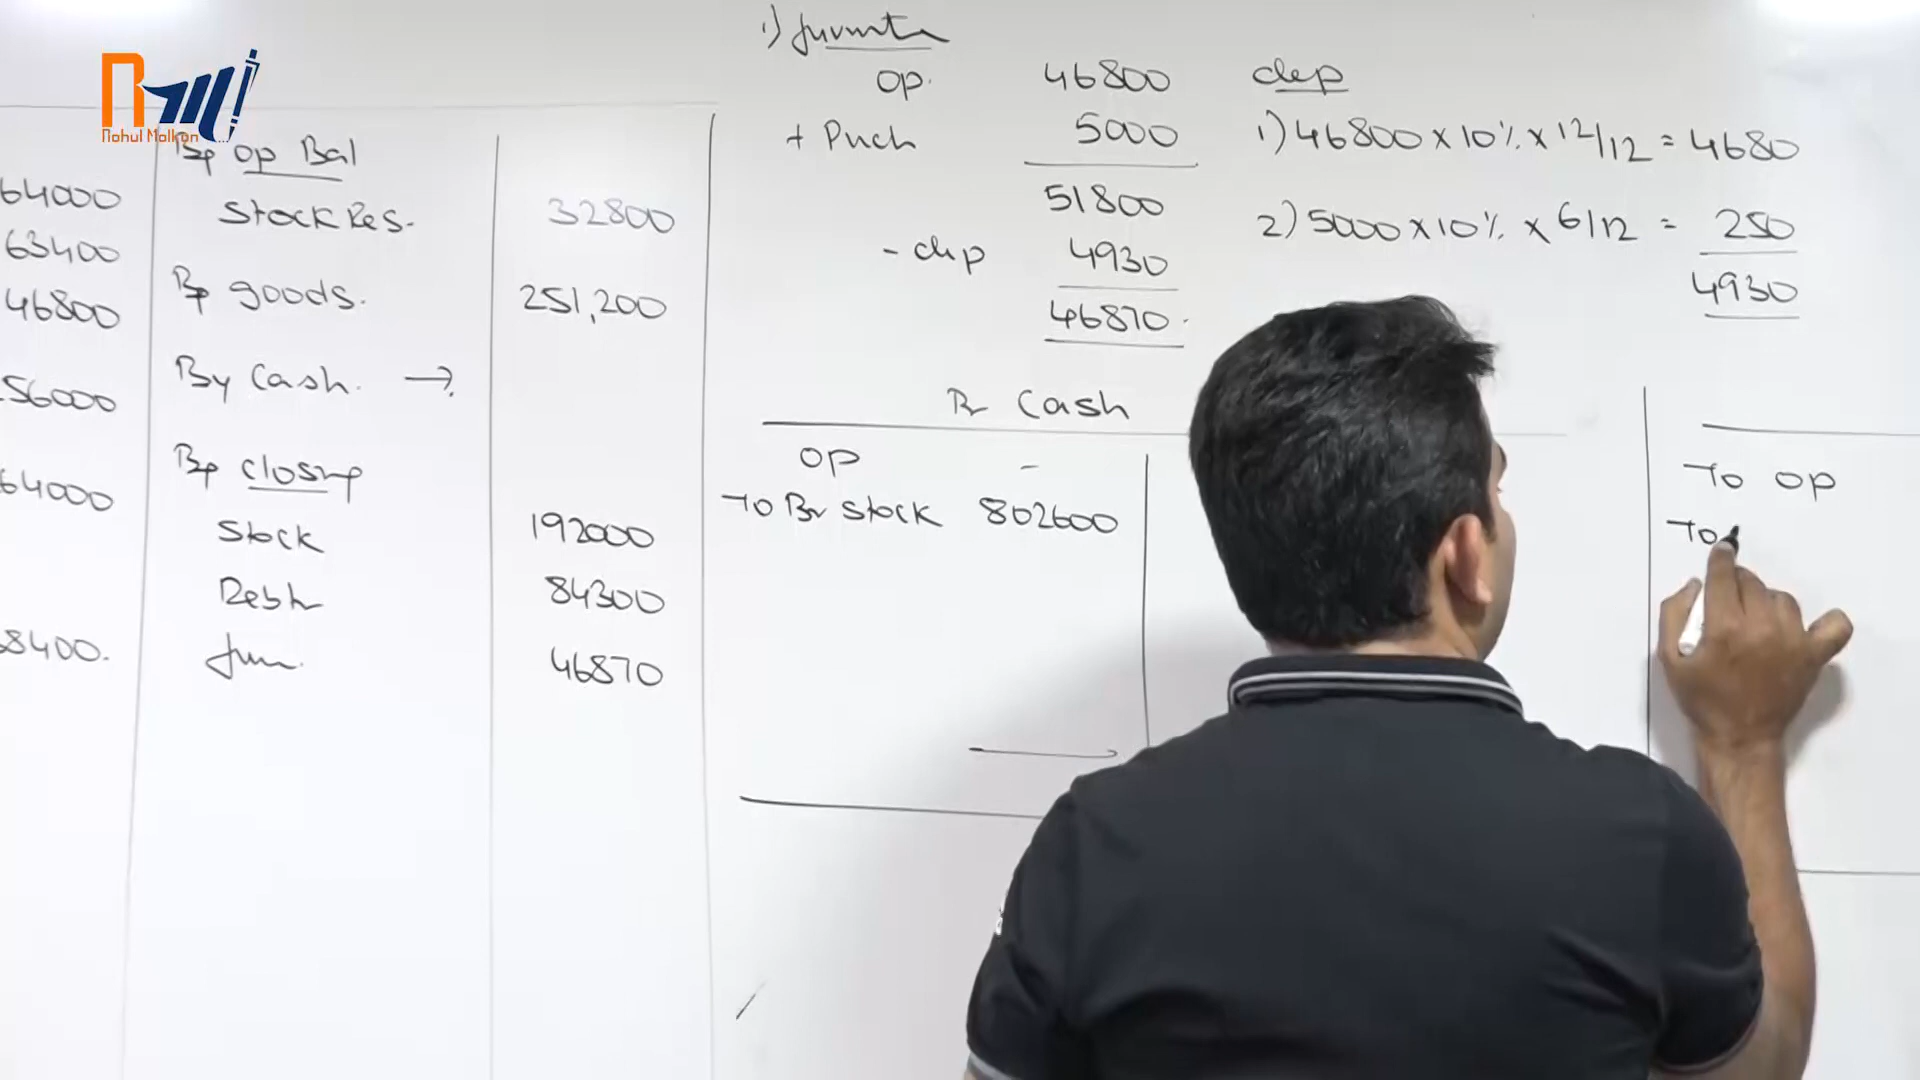 Rahul Malkan
By op Bal
64000
Stock Res. 32800
63400
By goods. 251,200
46800
By Cash. →
56000
By closing
64000
Stock 192000
Debtr 84300
8400. Furn. 46870
1) Furnitu
op. 46800
+ Puch 5000
51800
- dep 4930
46870
dep
1) 46800 x 10% x 12/12 = 4680
2) 5000 x 10% x 6/12 = 250
4930
Br Cash
OP -
To Br Stock 802600
To OP
To